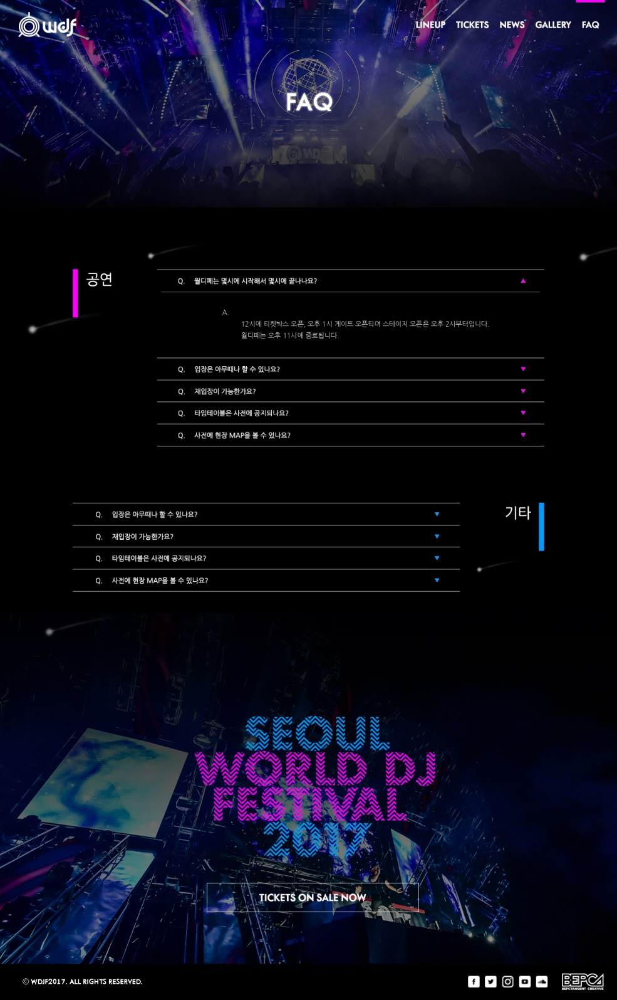 wdf
LINEUP TICKETS NEWS GALLERY FAQ
FAQ
WDF
공연
Q. 월디페는 몇시에 시작해서 몇시에 끝나나요?
A.
12시에 티켓박스 오픈, 오후 1시 게이트 오픈되며 스테이지 오픈은 오후 2시부터입니다.
월디페는 오후 11시에 종료됩니다.
Q. 입장은 아무때나 할 수 있나요?
Q. 재입장이 가능한가요?
Q. 타임테이블은 사전에 공지되나요?
Q. 사전에 현장 MAP을 볼 수 있나요?
기타
Q. 입장은 아무때나 할 수 있나요?
Q. 재입장이 가능한가요?
Q. 타임테이블은 사전에 공지되나요?
Q. 사전에 현장 MAP을 볼 수 있나요?
SEOUL
WORLD DJ
FESTIVAL
2017
TICKETS ON SALE NOW
© WDJF2017. ALL RIGHTS RESERVED.
BEPCA
BEPCTANGENT CREATIVE